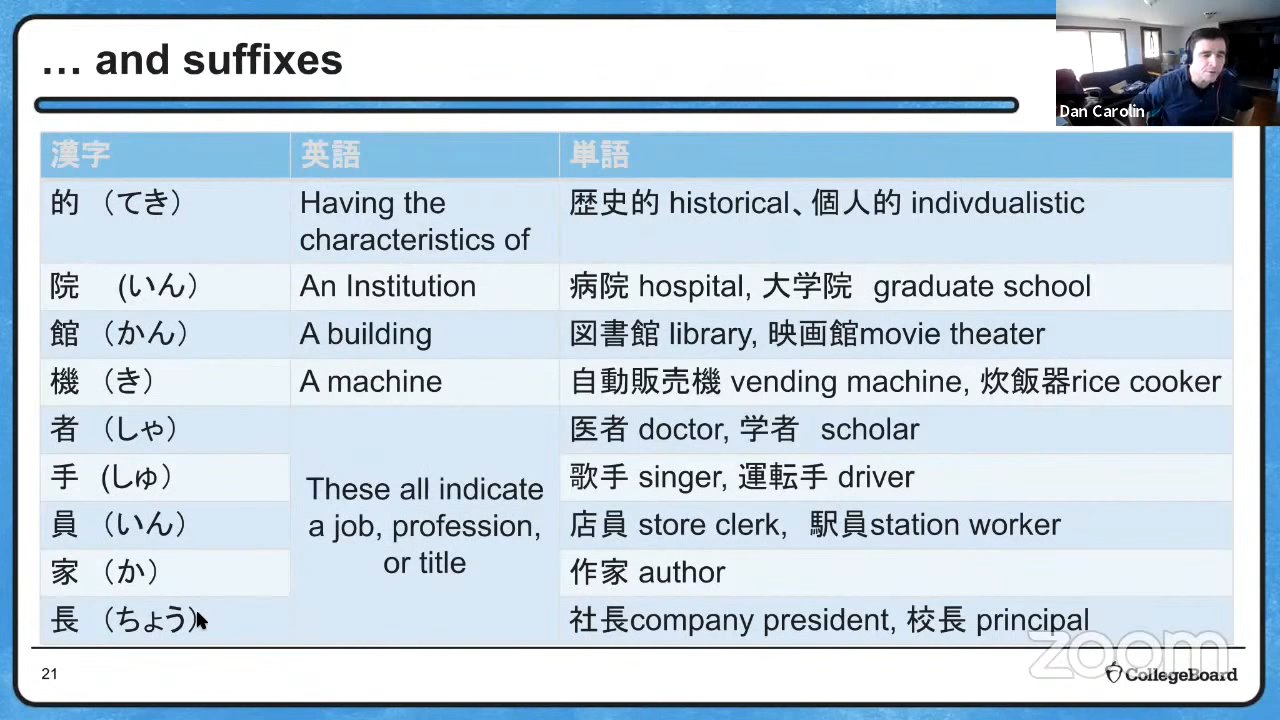 … and suffixes
Dan Carolin
漢字 英語 単語
的 （てき） Having the characteristics of 歴史的 historical、個人的 indivdualistic
院 (いん） An Institution 病院 hospital, 大学院 graduate school
館 （かん） A building 図書館 library, 映画館movie theater
機 （き） A machine 自動販売機 vending machine, 炊飯器rice cooker
者 （しゃ） 医者 doctor, 学者 scholar
手 (しゅ） 歌手 singer, 運転手 driver
These all indicate
a job, profession,
or title
員 （いん） 店員 store clerk, 駅員station worker
家 （か） 作家 author
長 （ちょう） 社長company president, 校長 principal
zoom
21
CollegeBoard